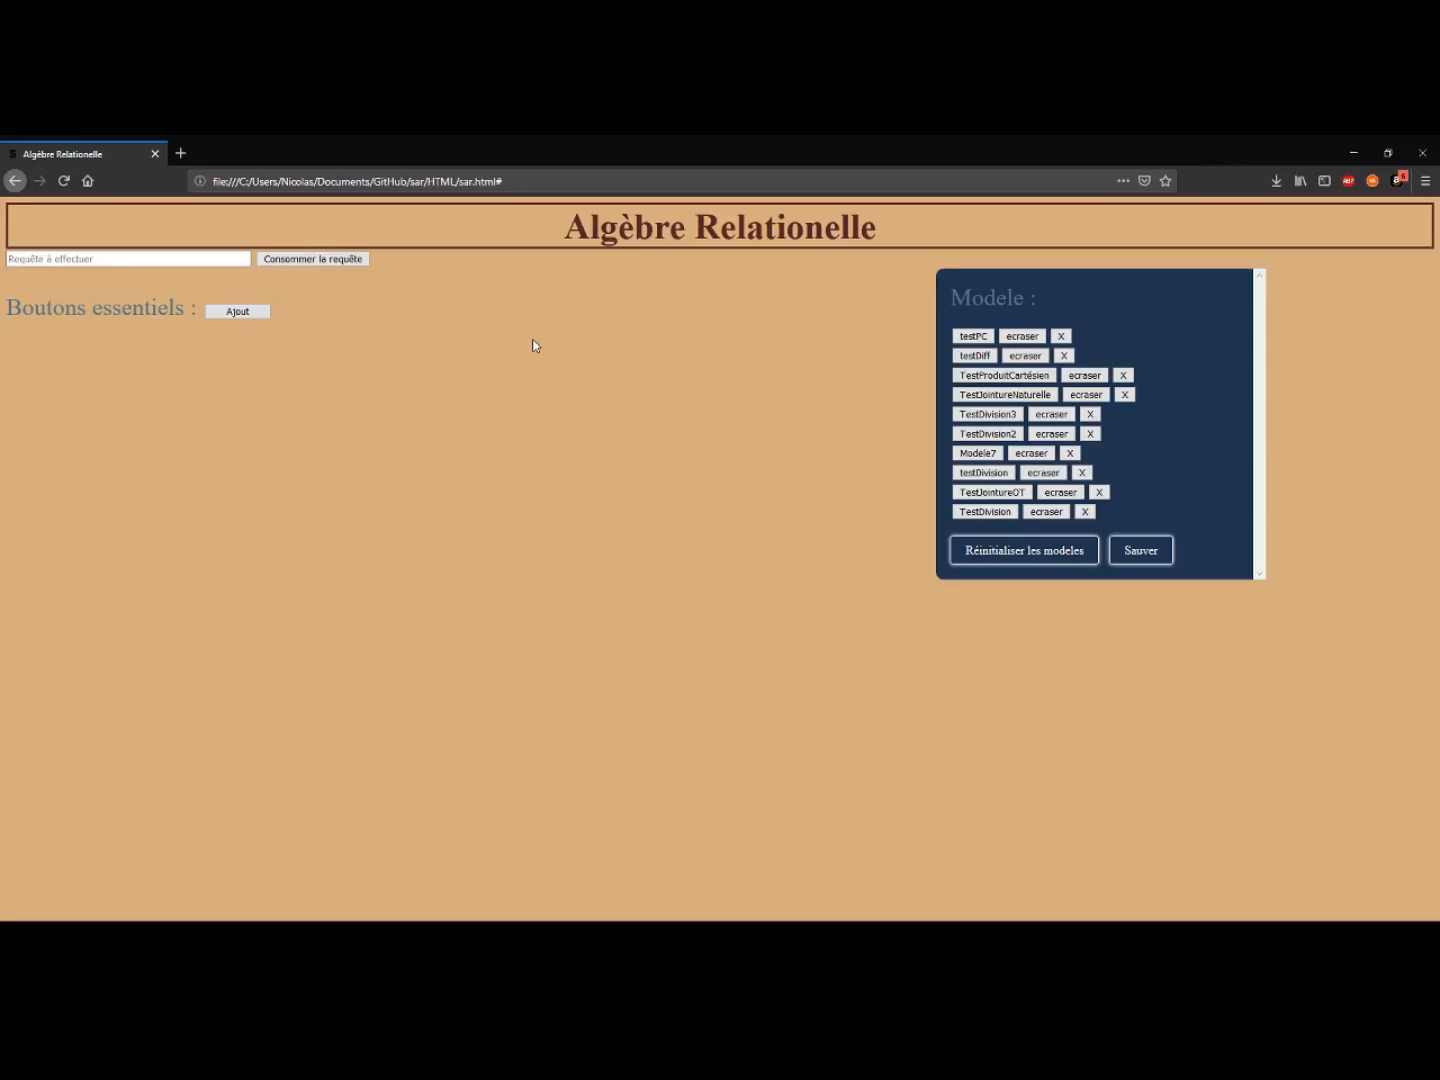 Algèbre Relationelle
file:///C:/Users/Nicolas/Documents/GitHub/sar/HTML/sar.html#
Algèbre Relationelle
Requête à effectuer Consommer la requête
Boutons essentiels : Ajout
Modele :
testPC ecraser X
testDiff ecraser X
TestProduitCartésien ecraser X
TestJointureNaturelle ecraser X
TestDivision3 ecraser X
TestDivision2 ecraser X
Modele7 ecraser X
testDivision ecraser X
TestJointureOT ecraser X
TestDivision ecraser X
Réinitialiser les modeles Sauver